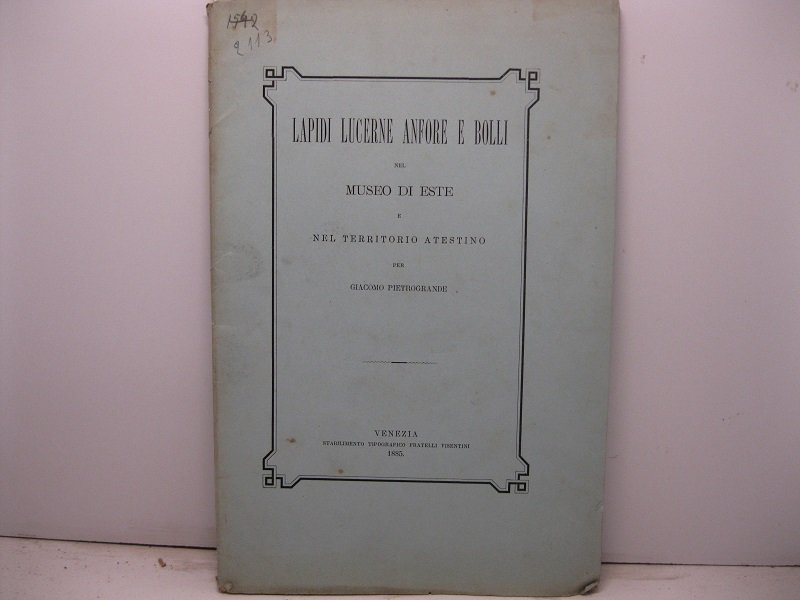 2113
LAPIDI LUCERNE ANFORE E BOLLI
NEL
MUSEO DI ESTE
E
NEL TERRITORIO ATESTINO
PER
GIACOMO PIETROGRANDE
VENEZIA
STABILIMENTO TIPOGRAFICO FRATELLI VISENTINI
1885.